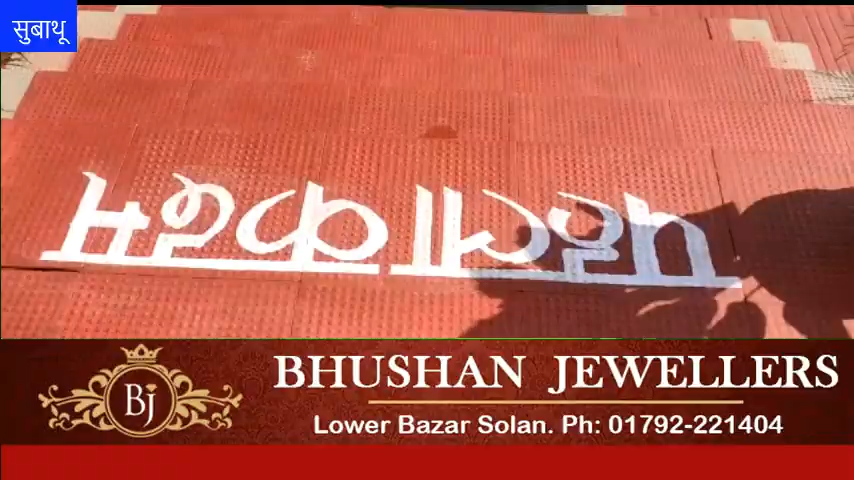 सुबाथू
BJ
BHUSHAN JEWELLERS
Lower Bazar Solan. Ph: 01792-221404